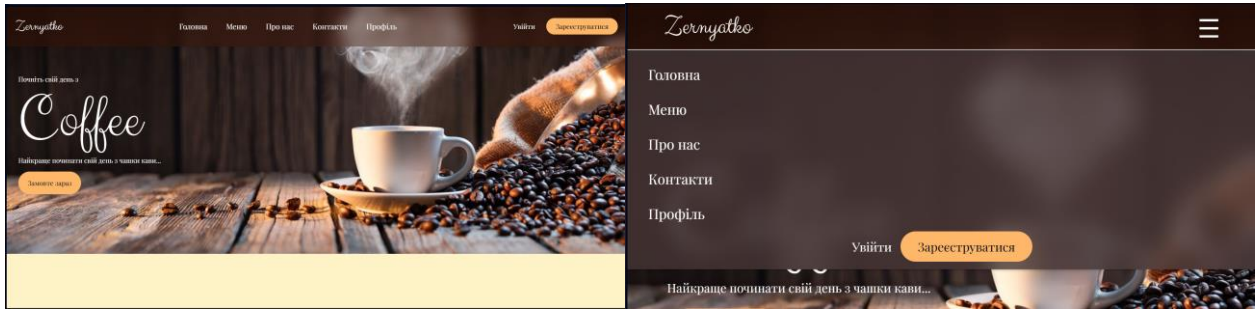 Zernyatko
Головна Меню Про нас Контакти Профіль
Увійти Зареєструватися
Почніть свій день з
Coffee
Найкраще починати свій день з чашки кави...
Замовте зараз
Zernyatko
Головна
Меню
Про нас
Контакти
Профіль
Увійти Зареєструватися
Найкраще починати свій день з чашки кави...